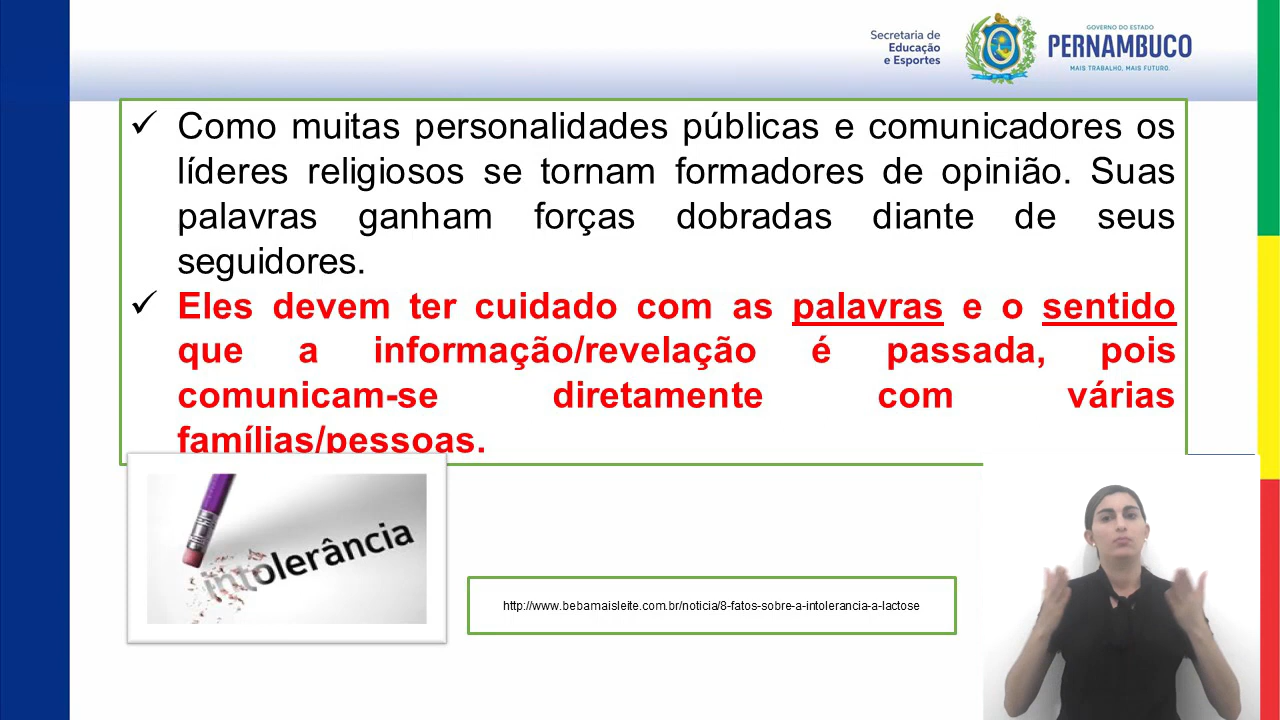 Secretaria de
Educação
e Esportes
GOVERNO DO ESTADO
PERNAMBUCO
MAIS TRABALHO, MAIS FUTURO.
✓ Como muitas personalidades públicas e comunicadores os
líderes religiosos se tornam formadores de opinião. Suas
palavras ganham forças dobradas diante de seus
seguidores.
✓ Eles devem ter cuidado com as palavras e o sentido
que a informação/revelação é passada, pois
comunicam-se diretamente com várias
famílias/pessoas.
intolerância
http://www.bebamaisleite.com.br/noticia/8-fatos-sobre-a-intolerancia-a-lactose